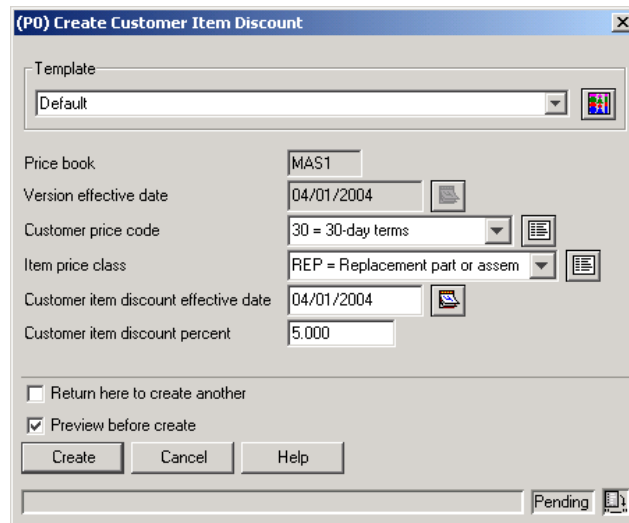 (P0) Create Customer Item Discount
Template
Default
Price book MAS1
Version effective date 04/01/2004
Customer price code 30 = 30-day terms
Item price class REP = Replacement part or assem
Customer item discount effective date 04/01/2004
Customer item discount percent 5.000
Return here to create another
Preview before create
Create Cancel Help
Pending